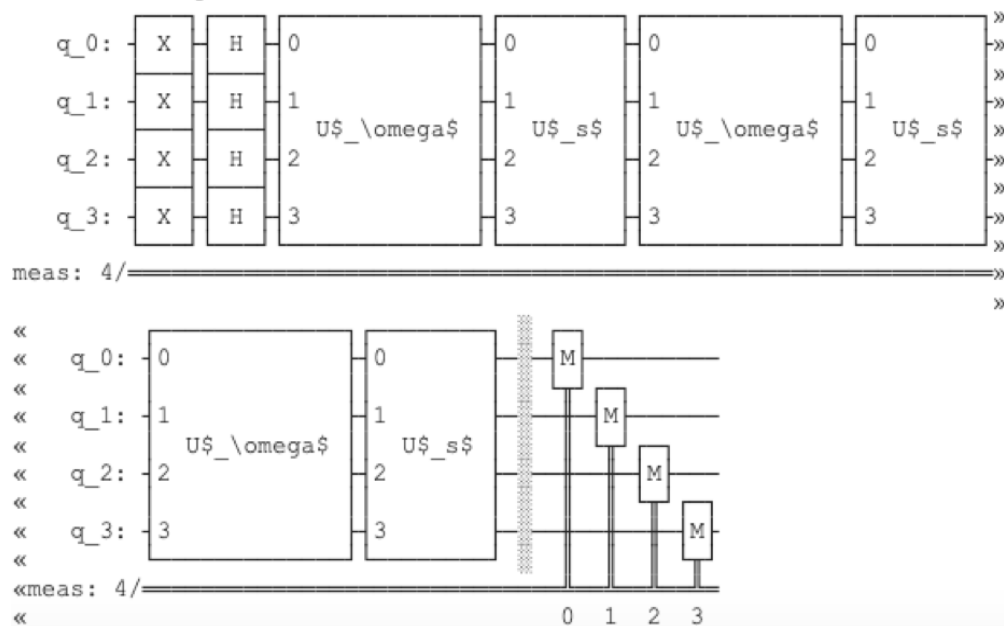 »
q_0: X H 0 0 0 0 »
»
q_1: X H 1 1 1 1 »
U$_\omega$ U$_s$ U$_\omega$ U$_s$ »
q_2: X H 2 2 2 2 »
»
q_3: X H 3 3 3 3 »
»
meas: 4/ »
»
«
« q_0: 0 0 M
«
« q_1: 1 1 M
« U$_\omega$ U$_s$
« q_2: 2 2 M
«
« q_3: 3 3 M
«
«meas: 4/
« 0 1 2 3